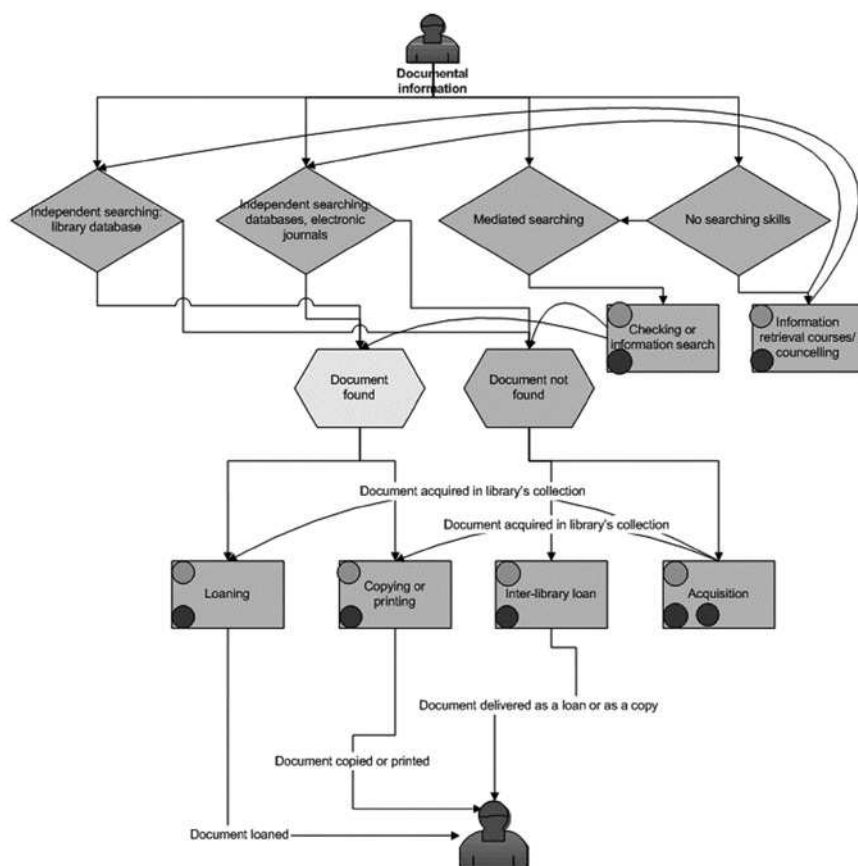 Documental
information
Independent searching:
library database
Independent searching:
databases, electronic
journals
Mediated searching
No searching skills
Checking or
information search
Information
retrieval courses/
councelling
Document
found
Document not
found
Document acquired in library's collection
Document acquired in library's collection
Loaning
Copying or
printing
Inter-library loan
Acquisition
Document delivered as a loan or as a copy
Document copied or printed
Document loaned